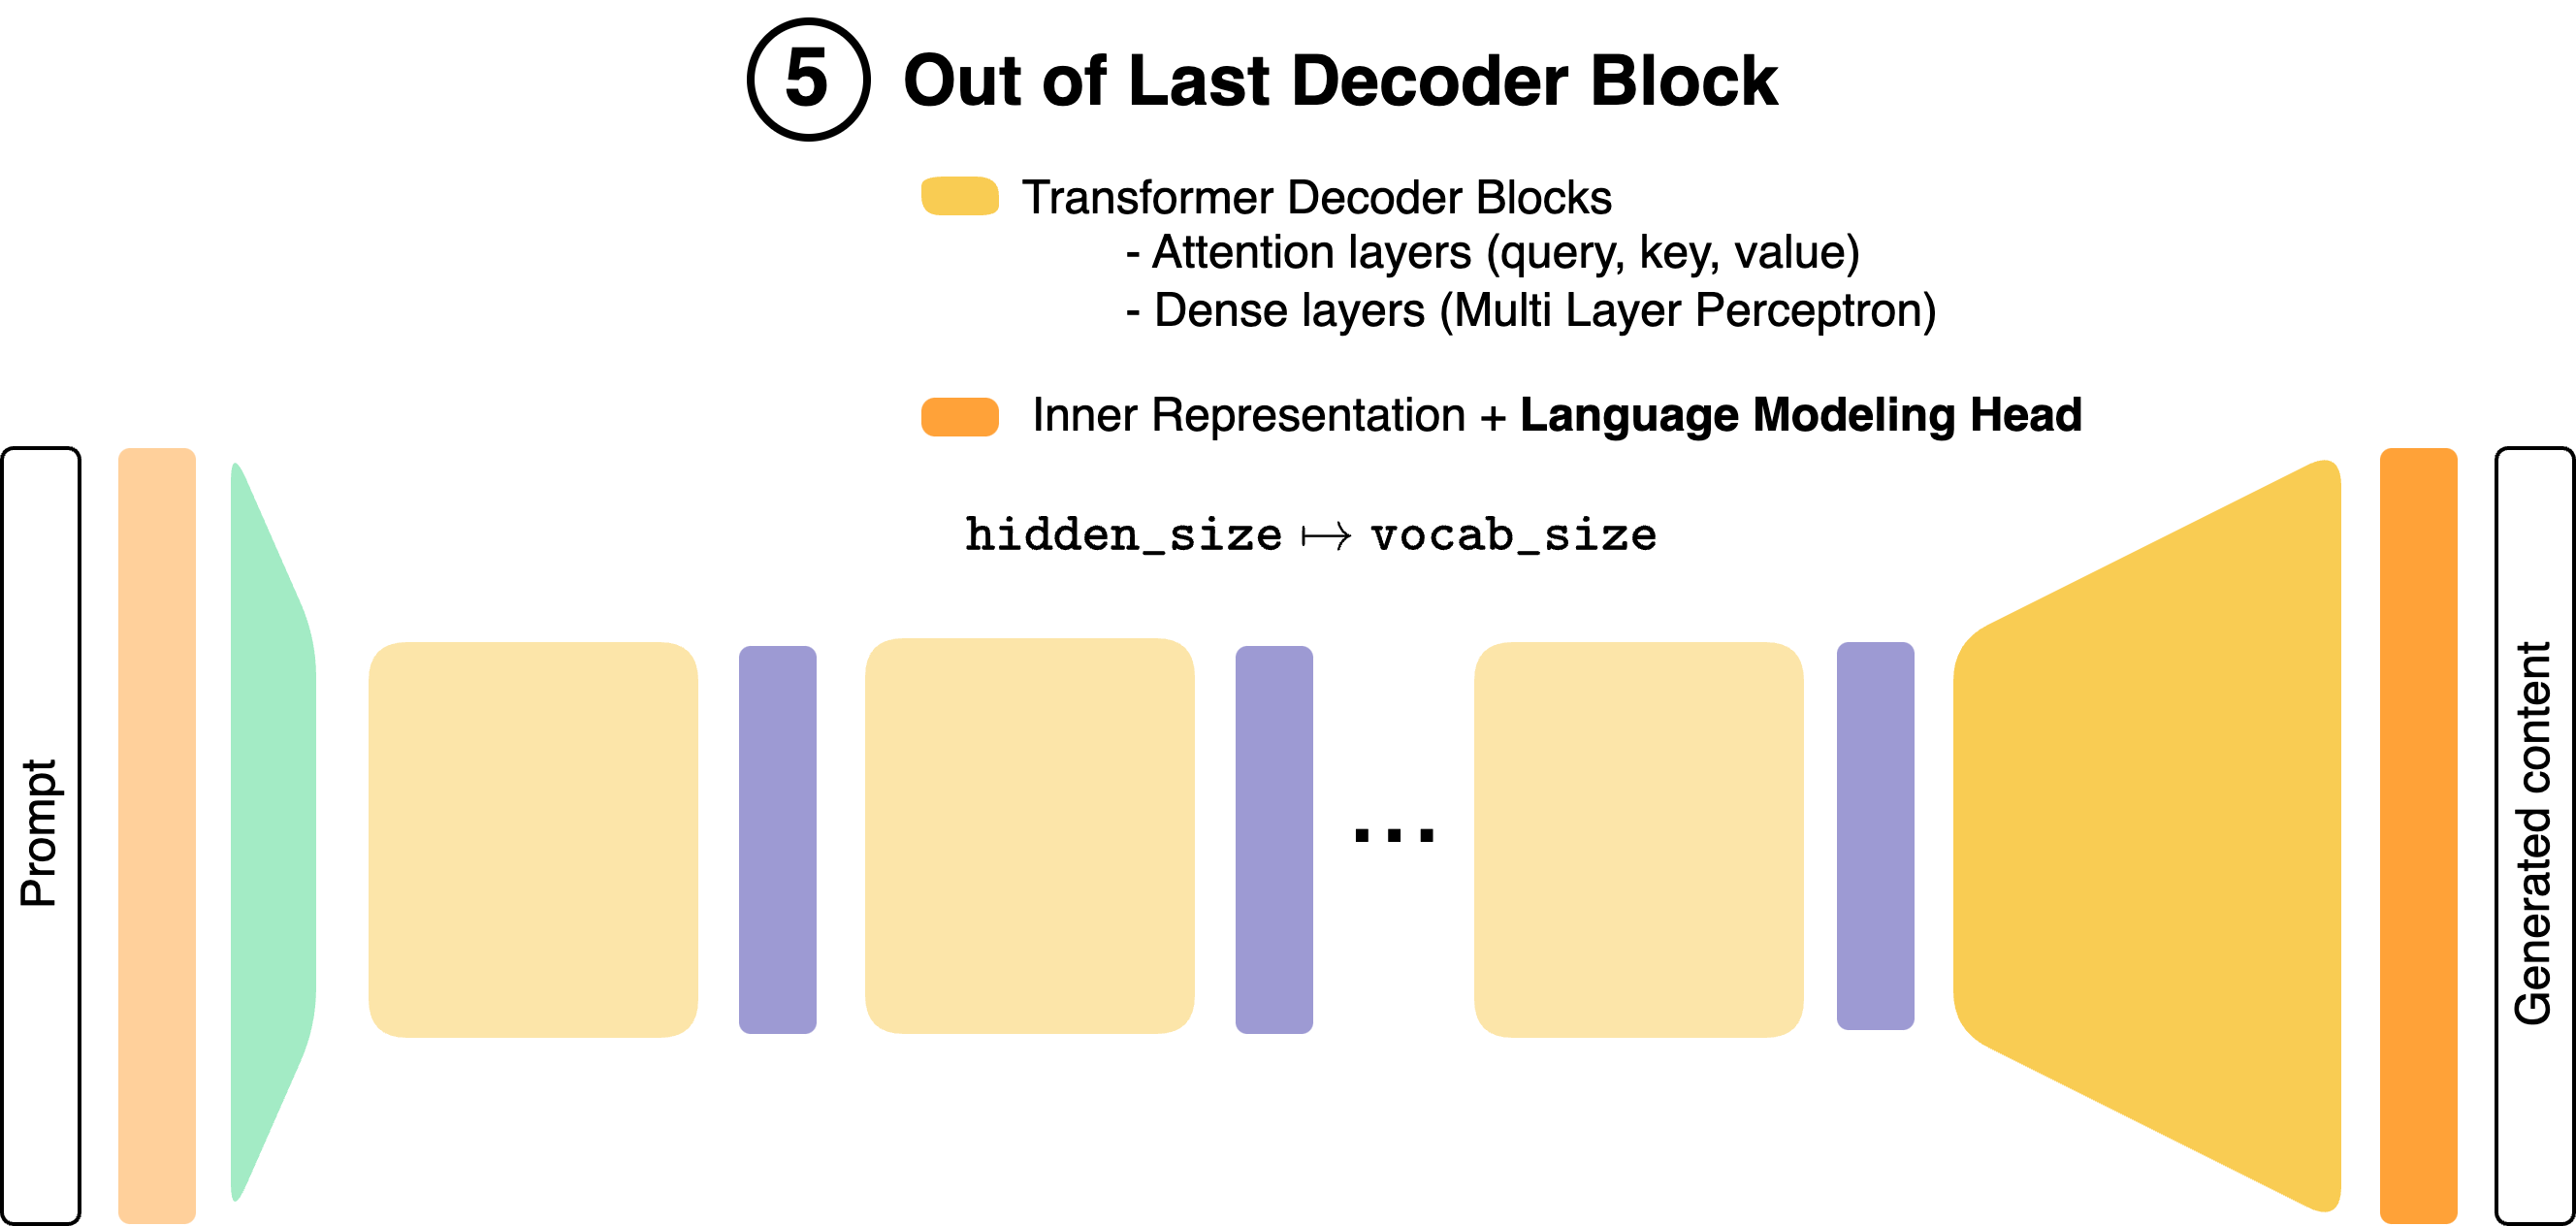 5 Out of Last Decoder Block
Transformer Decoder Blocks
- Attention layers (query, key, value)
- Dense layers (Multi Layer Perceptron)
Inner Representation + Language Modeling Head
hidden_size ↦ vocab_size
Prompt
...
Generated content